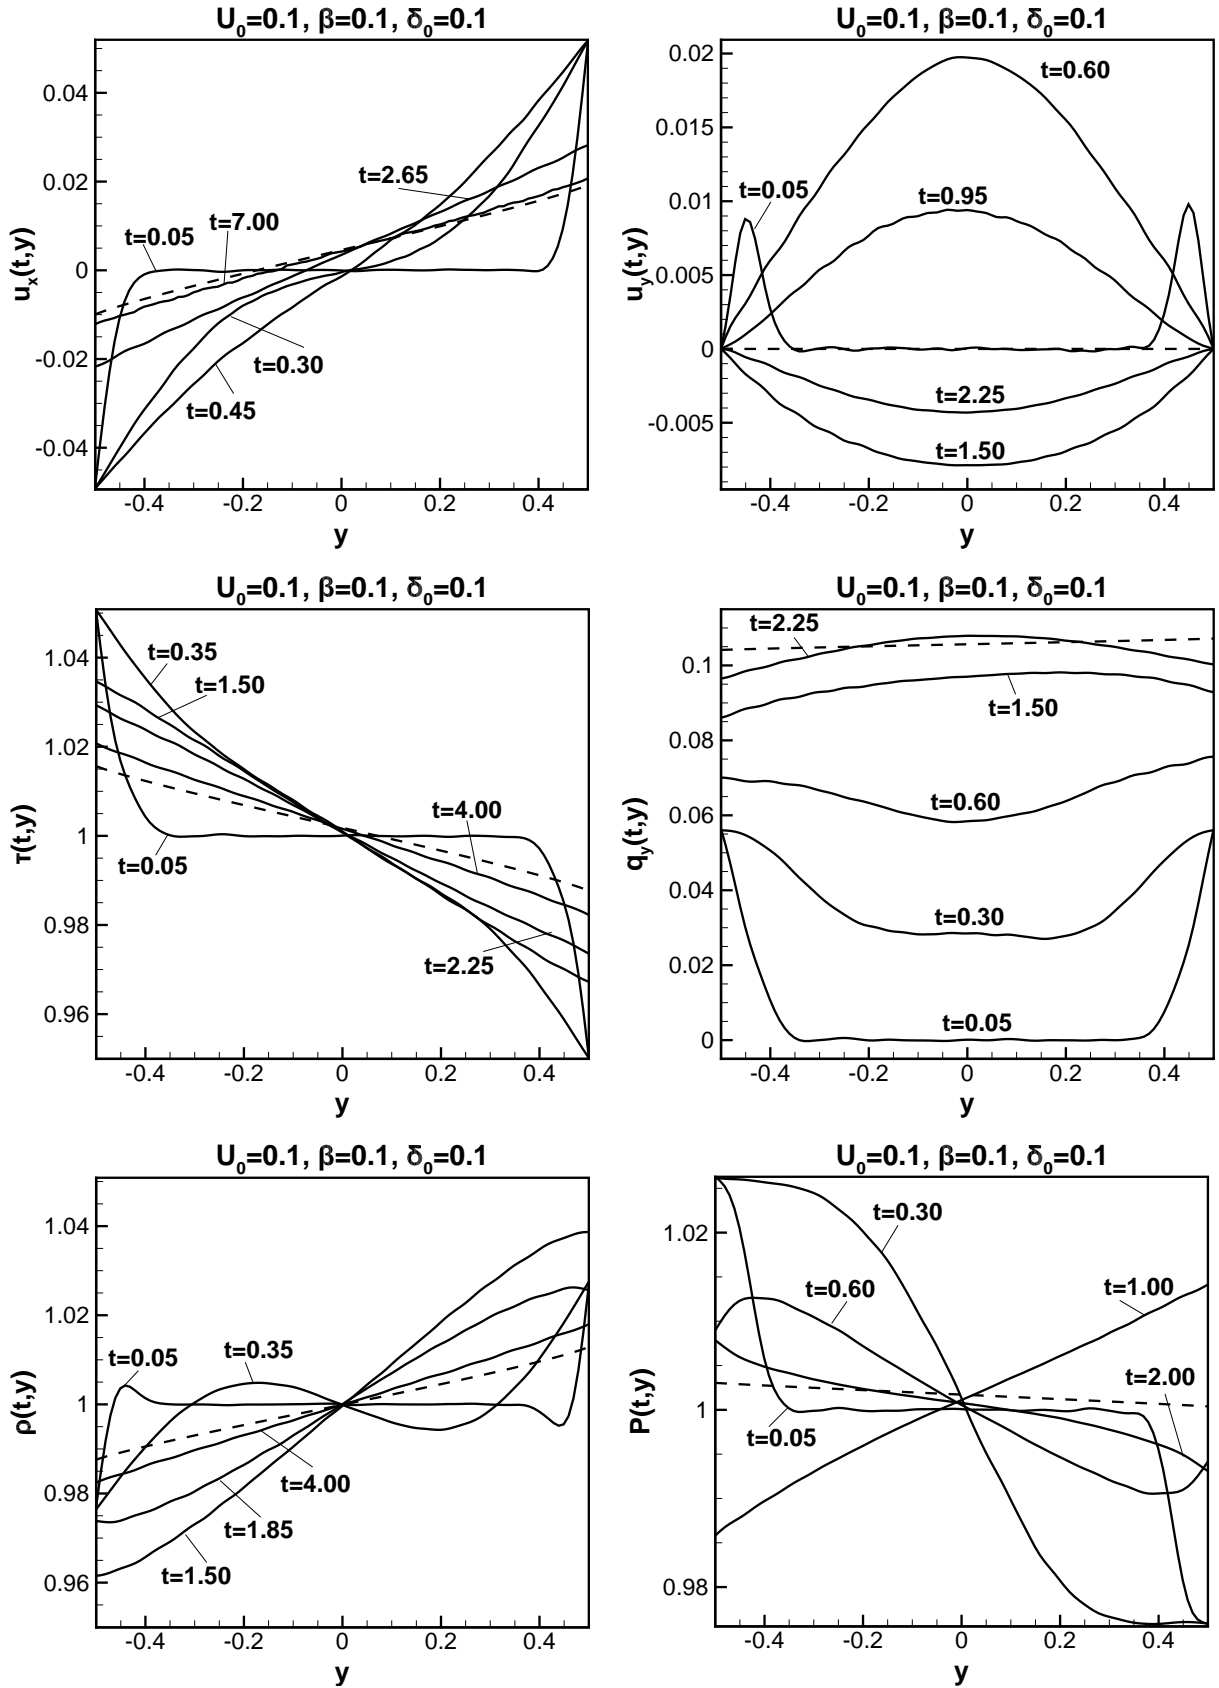 U0=0.1, β=0.1, δ0=0.1
ux(t,y)
0.04
0.02
0
-0.02
-0.04
t=2.65
t=7.00
t=0.05
t=0.30
t=0.45
-0.4
-0.2
0
0.2
0.4
y
U0=0.1, β=0.1, δ0=0.1
uy(t,y)
0.02
0.015
0.01
0.005
0
-0.005
t=0.60
t=0.05
t=0.95
t=2.25
t=1.50
-0.4
-0.2
0
0.2
0.4
y
U0=0.1, β=0.1, δ0=0.1
τ(t,y)
1.04
1.02
1
0.98
0.96
t=0.35
t=1.50
t=4.00
t=0.05
t=2.25
-0.4
-0.2
0
0.2
0.4
y
U0=0.1, β=0.1, δ0=0.1
qy(t,y)
0.1
0.08
0.06
0.04
0.02
0
t=2.25
t=1.50
t=0.60
t=0.30
t=0.05
-0.4
-0.2
0
0.2
0.4
y
U0=0.1, β=0.1, δ0=0.1
ρ(t,y)
1.04
1.02
1
0.98
0.96
t=0.05
t=0.35
t=4.00
t=1.85
t=1.50
-0.4
-0.2
0
0.2
0.4
y
U0=0.1, β=0.1, δ0=0.1
P(t,y)
1.02
1
0.98
t=0.30
t=0.60
t=1.00
t=2.00
t=0.05
-0.4
-0.2
0
0.2
0.4
y